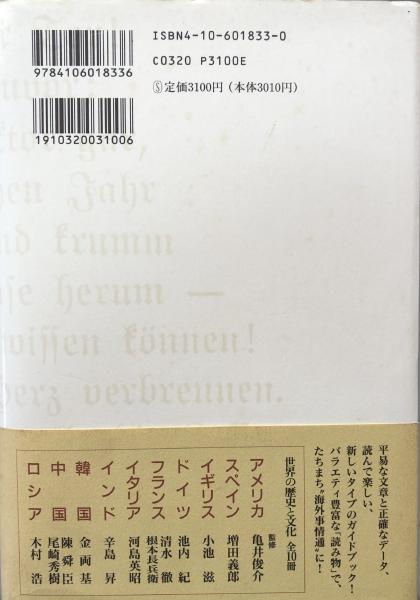 ISBN4-10-601833-0
C0320 P3100E
Ⓢ定価3100円(本体3010円)
9784106018336
1910320031006
hen Jahr
nd krumm
se herum —
wissen können!
herz verbrennen.
平易な文章と正確なデータ、
読んで楽しい、
新しいタイプのガイドブック!
バラエティ豊富な「読み物」で、
たちまち“海外事情通”に!
世界の歴史と文化 全10冊
監修
アメリカ 亀井俊介
スペイン 増田義郎
イギリス 小池 滋
ドイツ 池内 紀
フランス 清水 徹 根本長兵衛
イタリア 河島英昭
インド 辛島 昇
韓国 金両基
中国 陳舜臣 尾崎秀樹
ロシア 木村 浩